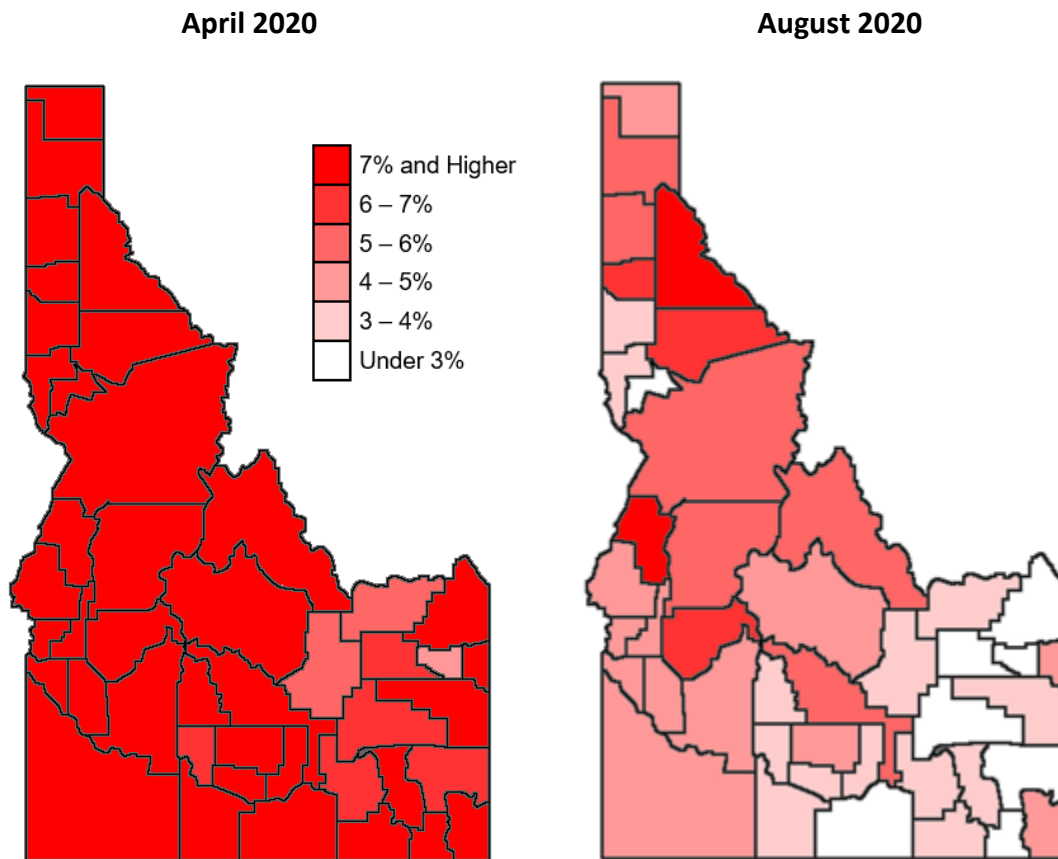 April 2020
August 2020
7% and Higher
6 – 7%
5 – 6%
4 – 5%
3 – 4%
Under 3%